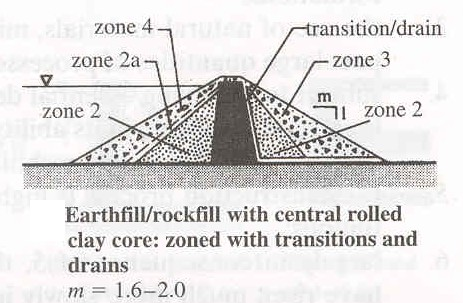 zone 4
transition/drain
zone 2a
zone 3
zone 2
m
1
zone 2
Earthfill/rockfill with central rolled
clay core: zoned with transitions and
drains
m = 1.6–2.0